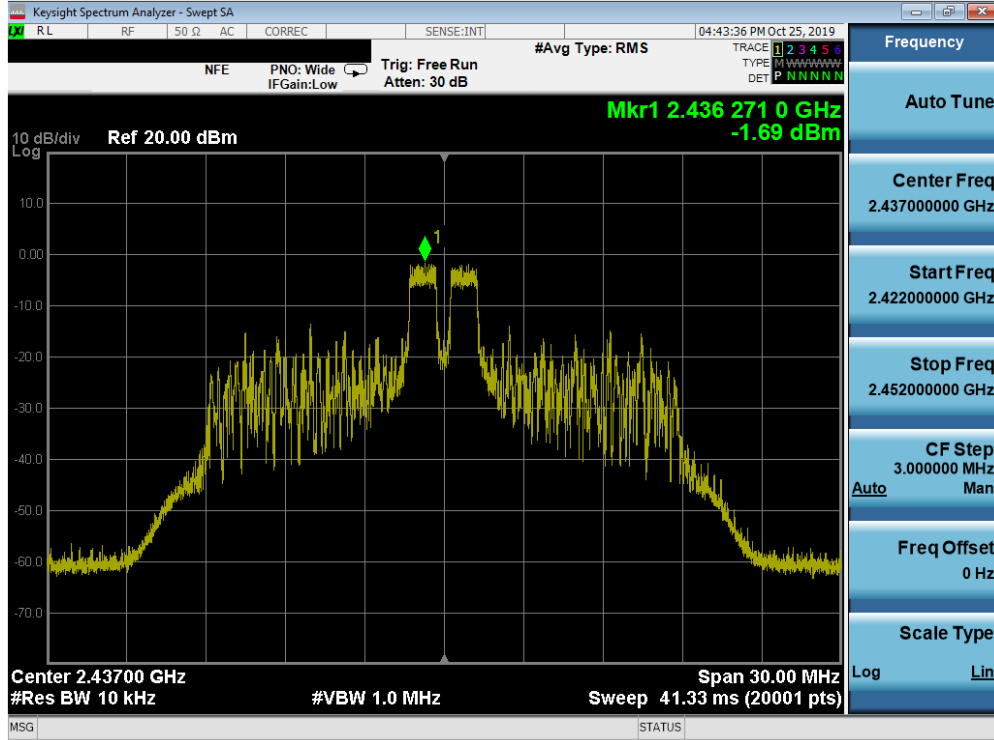 Keysight Spectrum Analyzer - Swept SA
LXI RL RF 50 Ω AC CORREC SENSE:INT 04:43:36 PM Oct 25, 2019
#Avg Type: RMS TRACE 1 2 3 4 5 6
NFE PNO: Wide Trig: Free Run TYPE M WWWWW
IFGain:Low Atten: 30 dB DET P NNNNN
Mkr1 2.436 271 0 GHz
-1.69 dBm
10 dB/div Ref 20.00 dBm
Log
1
10.0
0.00
-10.0
-20.0
-30.0
-40.0
-50.0
-60.0
-70.0
Center 2.43700 GHz Span 30.00 MHz
#Res BW 10 kHz #VBW 1.0 MHz Sweep 41.33 ms (20001 pts)
MSG STATUS
Frequency
Auto Tune
Center Freq
2.437000000 GHz
Start Freq
2.422000000 GHz
Stop Freq
2.452000000 GHz
CF Step
3.000000 MHz
Auto Man
Freq Offset
0 Hz
Scale Type
Log Lin